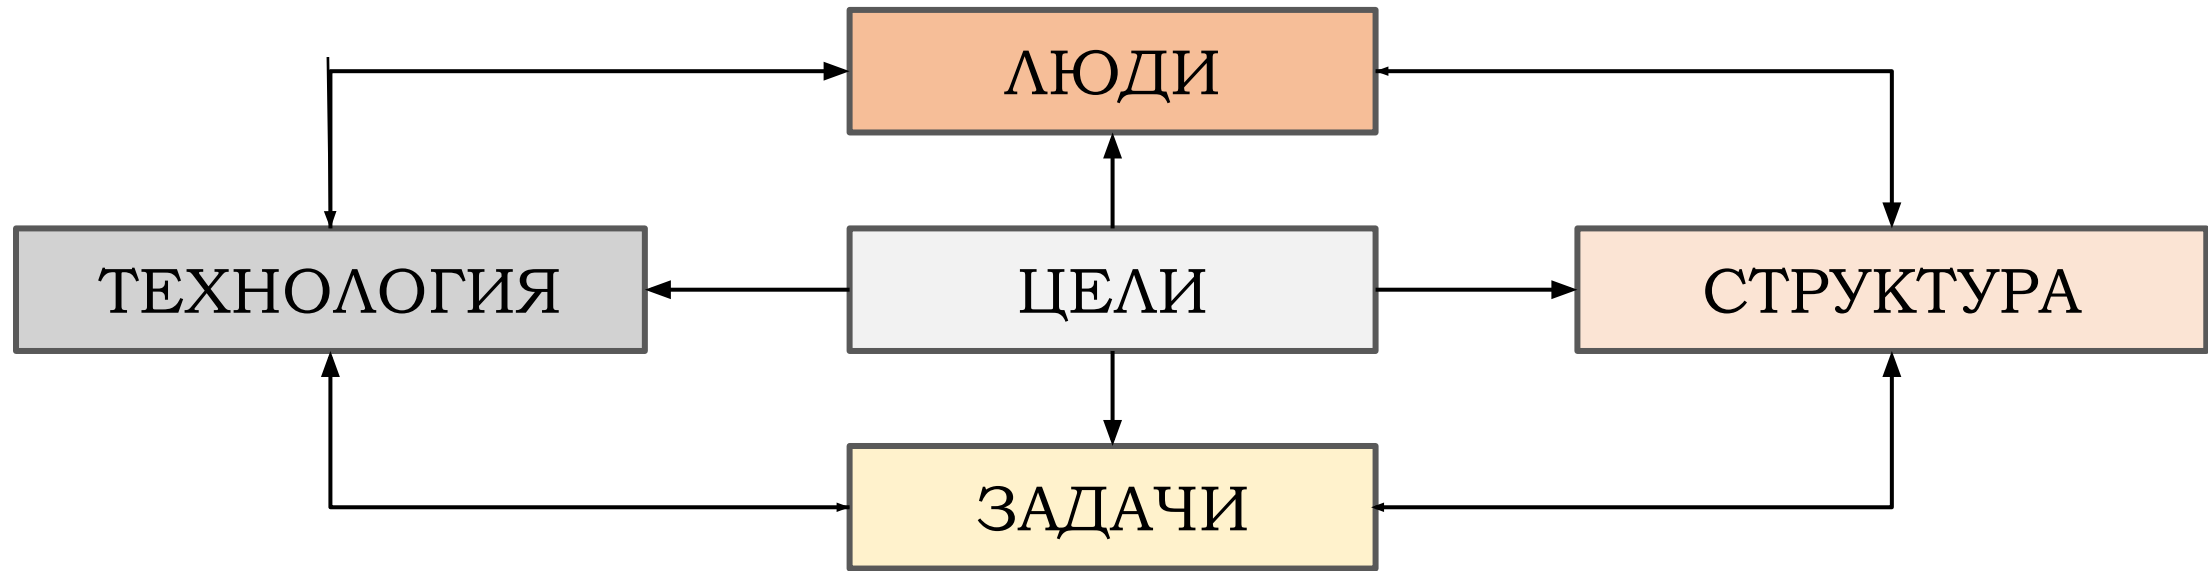 ЛЮДИ
ТЕХНОЛОГИЯ
ЦЕЛИ
СТРУКТУРА
ЗАДАЧИ